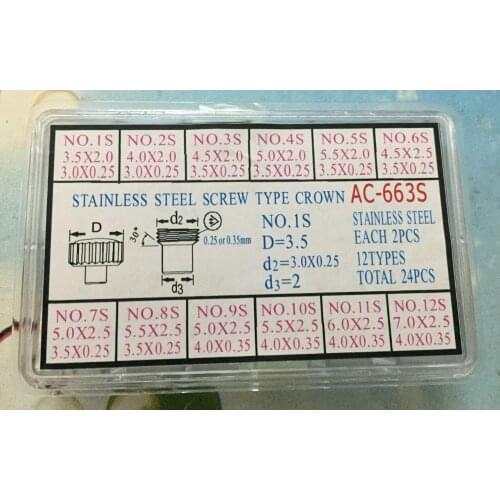 NO.1S NO.2S NO.3S NO.4S NO.5S NO.6S
3.5X2.0 4.0X2.0 4.5X2.0 5.0X2.0 5.5X2.0 4.5X2.5
3.0X0.25 3.0X0.25 3.5X0.25 3.5X0.25 3.5X0.25 3.5X0.25
STAINLESS STEEL SCREW TYPE CROWN AC-663S
D
30°
d2
0.25 or 0.35mm
d3
NO.1S
D=3.5
d2=3.0X0.25
d3=2
STAINLESS STEEL
EACH 2PCS
12TYPES
TOTAL 24PCS
NO.7S NO.8S NO.9S NO.10S NO.11S NO.12S
5.0X2.5 5.5X2.5 5.0X2.5 5.5X2.5 6.0X2.5 7.0X2.5
3.5X0.25 3.5X0.25 4.0X0.35 4.0X0.35 4.0X0.35 4.0X0.35